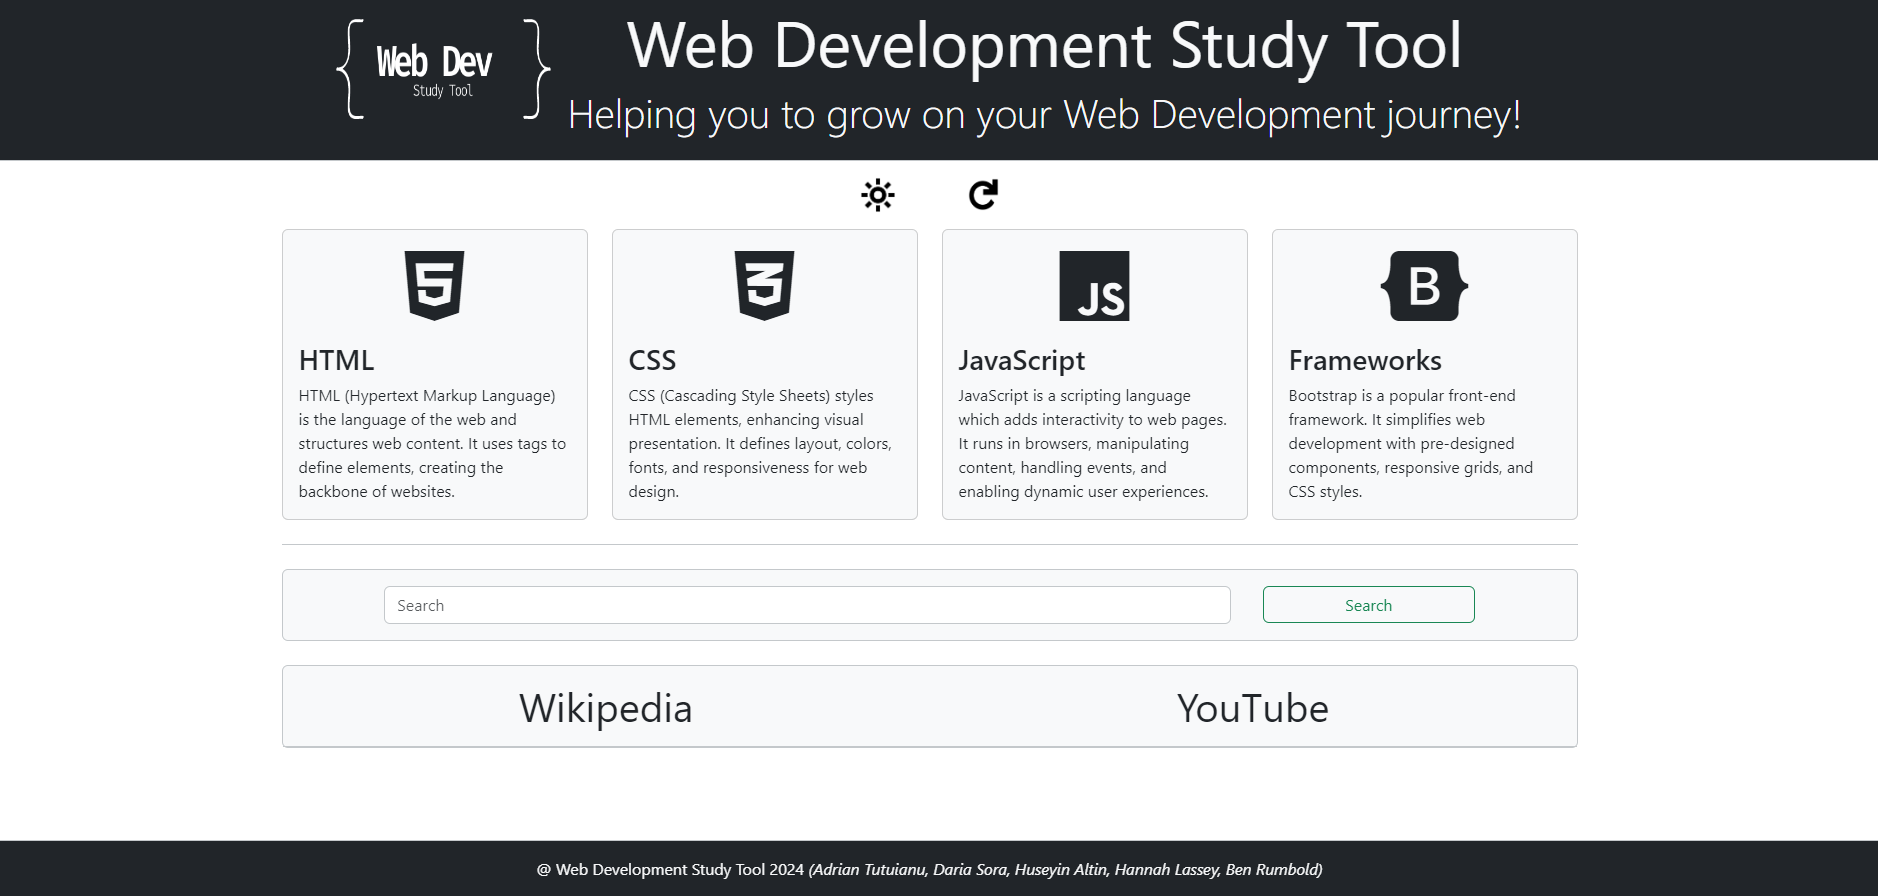 Web Dev
Study Tool
Web Development Study Tool
Helping you to grow on your Web Development journey!
5
HTML
HTML (Hypertext Markup Language)
is the language of the web and
structures web content. It uses tags to
define elements, creating the
backbone of websites.
3
CSS
CSS (Cascading Style Sheets) styles
HTML elements, enhancing visual
presentation. It defines layout, colors,
fonts, and responsiveness for web
design.
JS
JavaScript
JavaScript is a scripting language
which adds interactivity to web pages.
It runs in browsers, manipulating
content, handling events, and
enabling dynamic user experiences.
B
Frameworks
Bootstrap is a popular front-end
framework. It simplifies web
development with pre-designed
components, responsive grids, and
CSS styles.
Search
Search
Wikipedia
YouTube
@ Web Development Study Tool 2024 (Adrian Tutuianu, Daria Sora, Huseyin Altin, Hannah Lassey, Ben Rumbold)